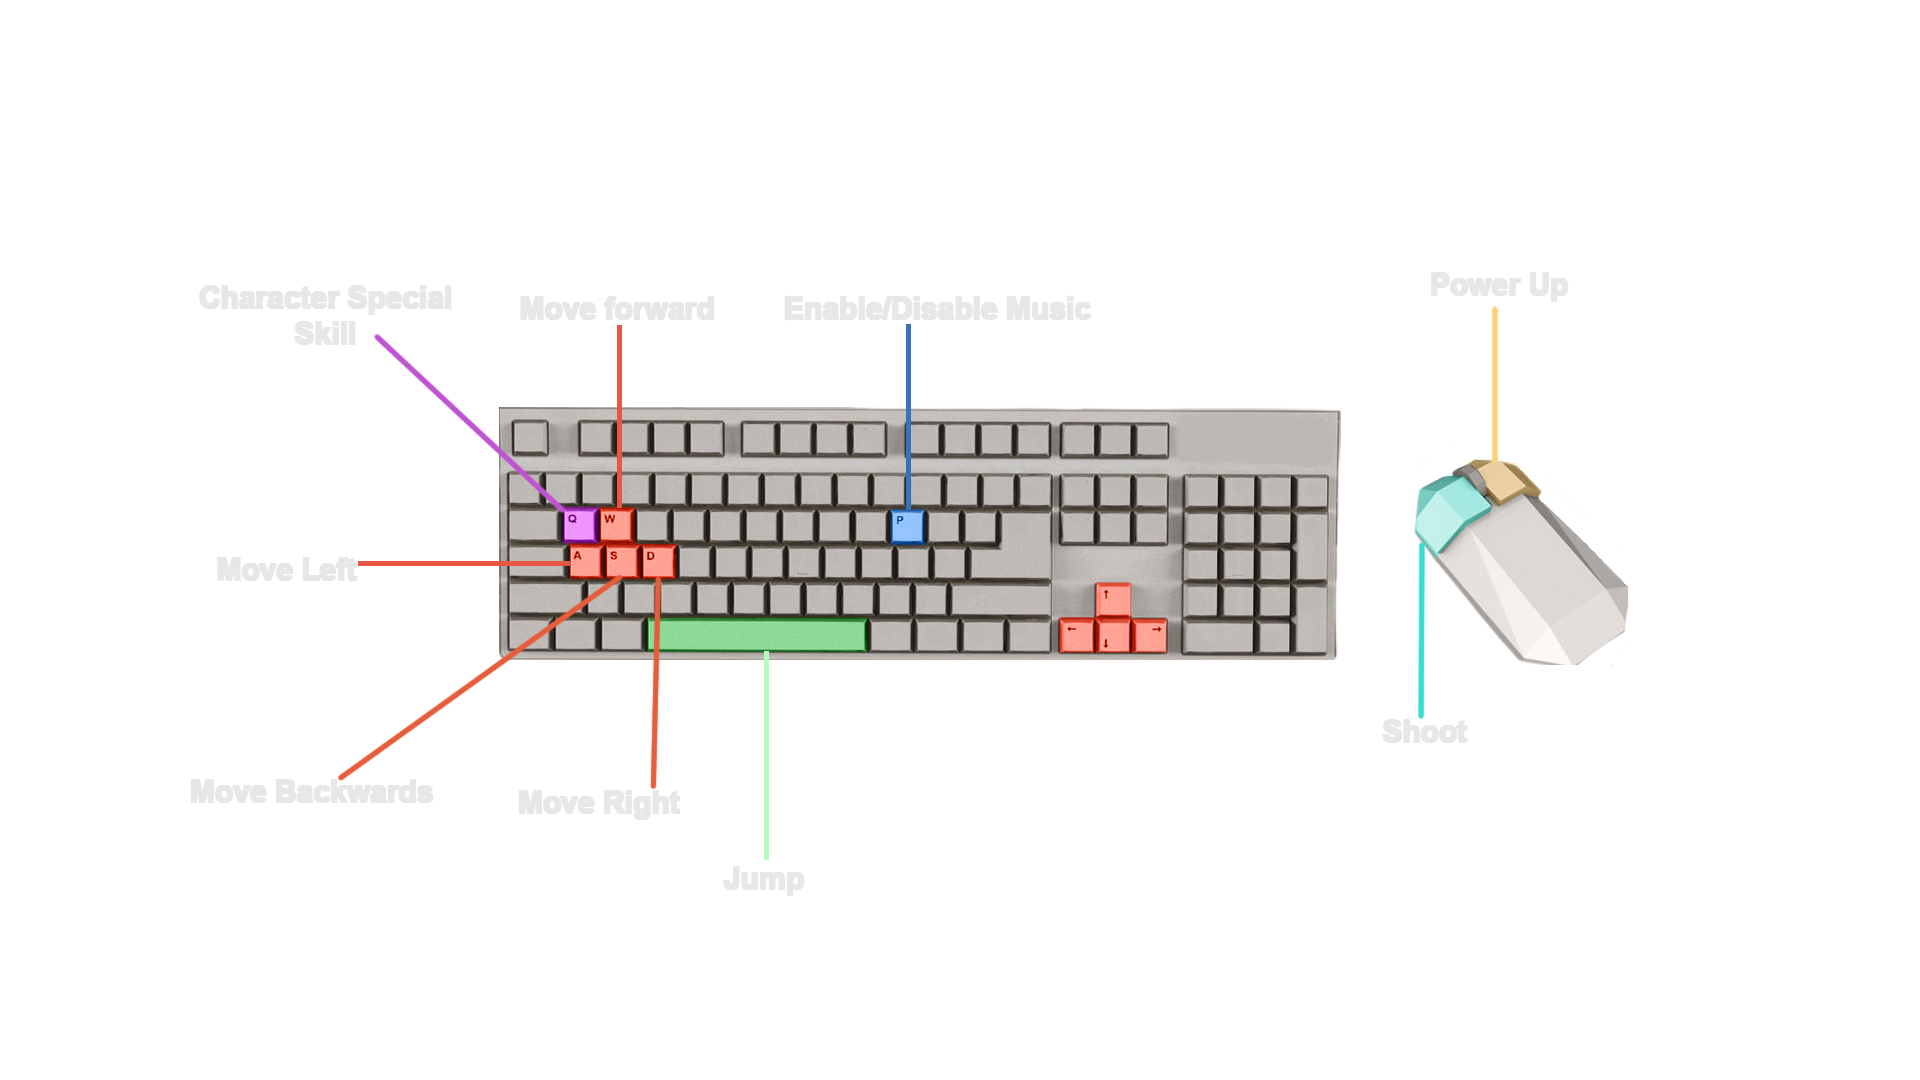 Character Special
Skill
Move forward
Enable/Disable Music
Power Up
Q
W
P
A
S
D
Move Left
↑
←
↓
→
Shoot
Move Backwards
Move Right
Jump